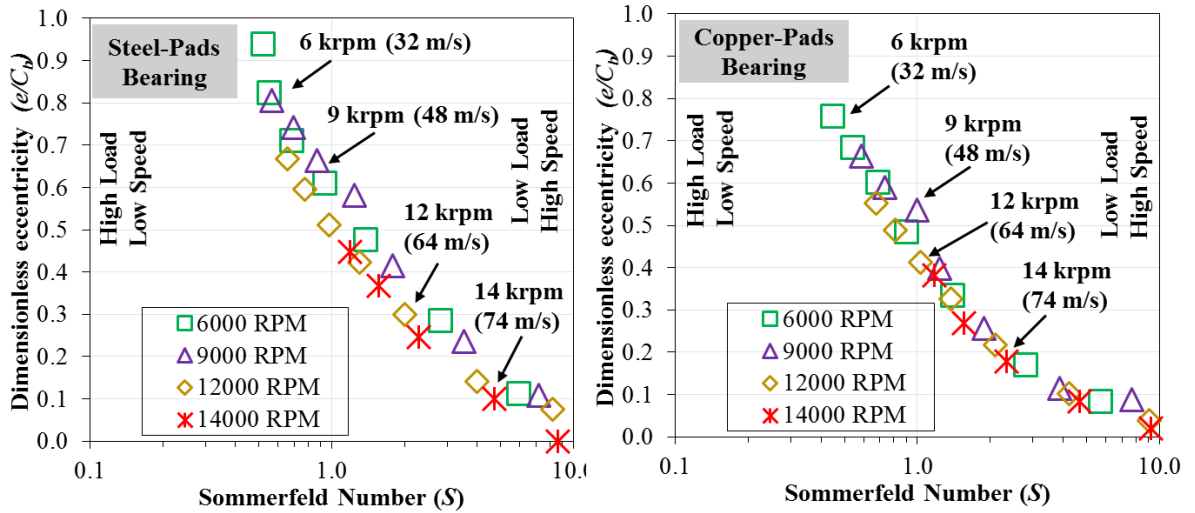 Dimensionless eccentricity (e/C_b)
1.0
0.9
0.8
0.7
0.6
0.5
0.4
0.3
0.2
0.1
0.0
Steel-Pads
Bearing
6 krpm (32 m/s)
9 krpm (48 m/s)
High Load
Low Speed
Low Load
High Speed
12 krpm
(64 m/s)
14 krpm
(74 m/s)
6000 RPM
9000 RPM
12000 RPM
14000 RPM
0.1
1.0
10.0
Sommerfeld Number (S)
Dimensionless eccentricity (e/C_b)
1.0
0.9
0.8
0.7
0.6
0.5
0.4
0.3
0.2
0.1
0.0
Copper-Pads
Bearing
6 krpm
(32 m/s)
9 krpm
(48 m/s)
High Load
Low Speed
12 krpm
(64 m/s)
Low Load
High Speed
14 krpm
(74 m/s)
6000 RPM
9000 RPM
12000 RPM
14000 RPM
0.1
1.0
10.0
Sommerfeld Number (S)